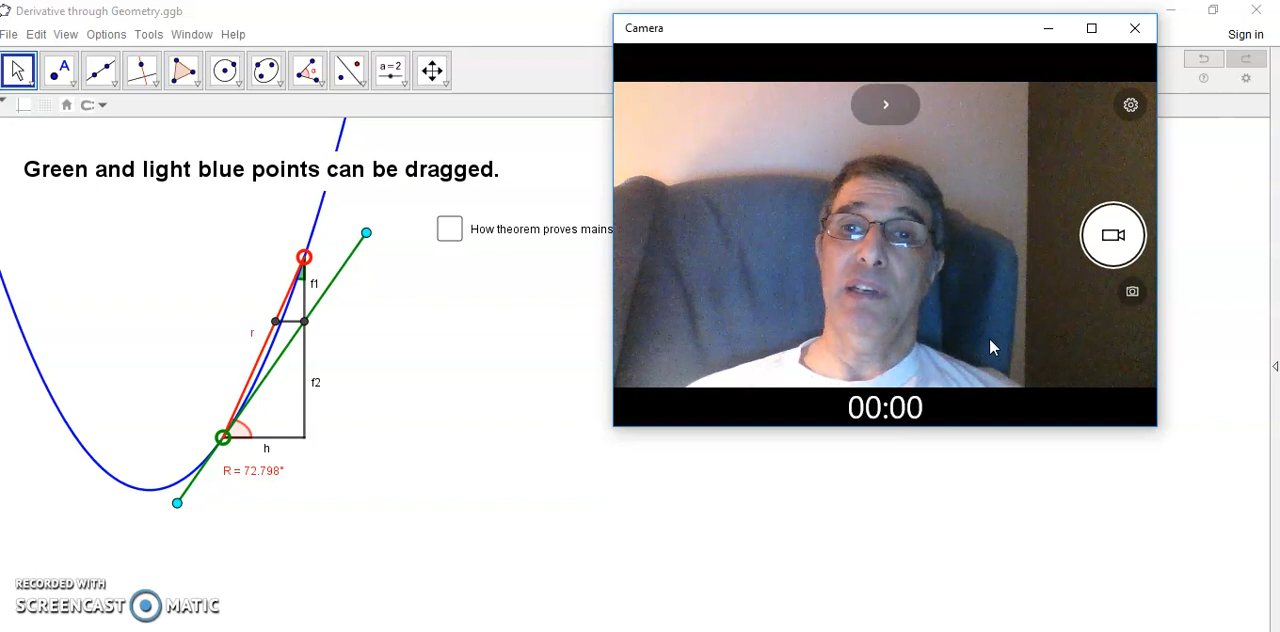 Derivative through Geometry.ggb
File Edit View Options Tools Window Help
Sign in
A
α
a=2
Camera
Green and light blue points can be dragged.
How theorem proves mains
f1
r
f2
h
R = 72.798°
00:00
RECORDED WITH
SCREENCAST MATIC